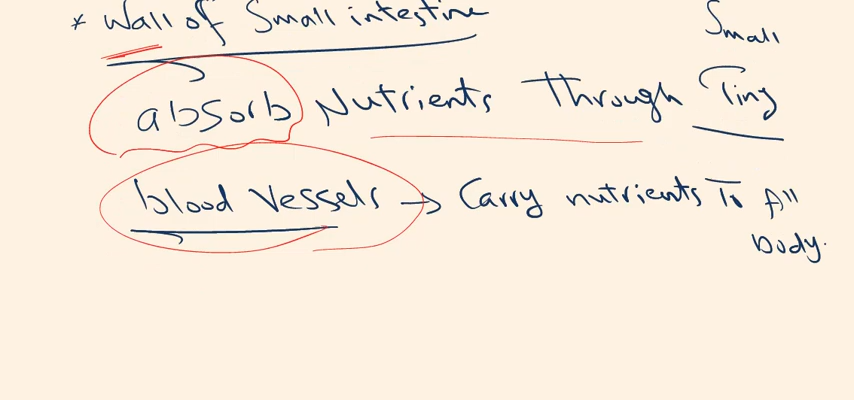 * Wall of Small intestine
Small
absorb Nutrients Through Tiny
blood vessels → Carry nutrients To All
body.